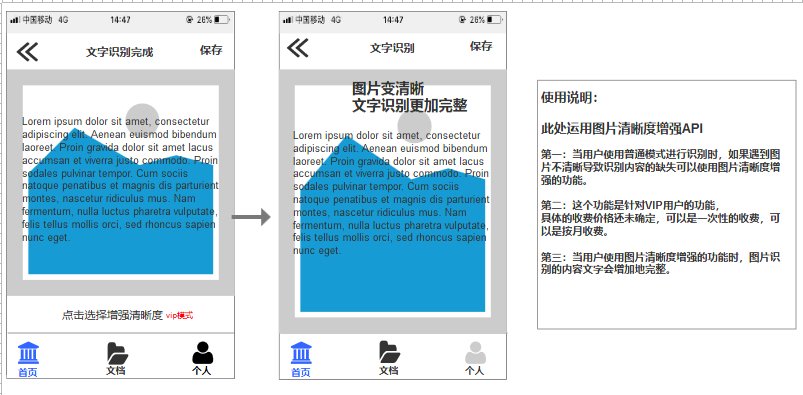 中国移动 4G 14:47 26%
文字识别完成 保存
Lorem ipsum dolor sit amet, consectetur
adipiscing elit. Aenean euismod bibendum
laoreet. Proin gravida dolor sit amet lacus
accumsan et viverra justo commodo. Proin
sodales pulvinar tempor. Cum sociis
natoque penatibus et magnis dis parturient
montes, nascetur ridiculus mus. Nam
fermentum, nulla luctus pharetra vulputate,
felis tellus mollis orci, sed rhoncus sapien
nunc eget.
点击选择增强清晰度 vip模式
首页 文档 个人
中国移动 4G 14:47 26%
文字识别 保存
图片变清晰
文字识别更加完整
Lorem ipsum dolor sit amet, consectetur
adipiscing elit. Aenean euismod bibendum
laoreet. Proin gravida dolor sit amet lacus
accumsan et viverra justo commodo. Proin
sodales pulvinar tempor. Cum sociis
natoque penatibus et magnis dis parturient
montes, nascetur ridiculus mus. Nam
fermentum, nulla luctus pharetra vulputate,
felis tellus mollis orci, sed rhoncus sapien
nunc eget.
首页 文档 个人
使用说明：
此处运用图片清晰度增强API
第一：当用户使用普通模式进行识别时，如果遇到图
片不清晰导致识别内容的缺失可以使用图片清晰度增
强的功能。
第二：这个功能是针对VIP用户的功能，
具体的收费价格还未确定，可以是一次性的收费，可
以是按月收费。
第三：当用户使用图片清晰度增强的功能时，图片识
别的内容文字会增加地完整。